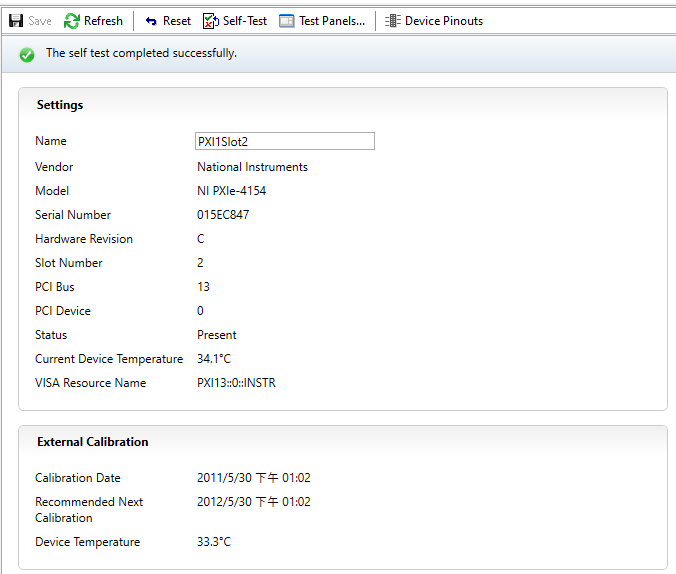 Save Refresh Reset Self-Test Test Panels... Device Pinouts
The self test completed successfully.
Settings
Name PXI1Slot2
Vendor National Instruments
Model NI PXIe-4154
Serial Number 015EC847
Hardware Revision C
Slot Number 2
PCI Bus 13
PCI Device 0
Status Present
Current Device Temperature 34.1°C
VISA Resource Name PXI13::0::INSTR
External Calibration
Calibration Date 2011/5/30 下午 01:02
Recommended Next 2012/5/30 下午 01:02
Calibration
Device Temperature 33.3°C